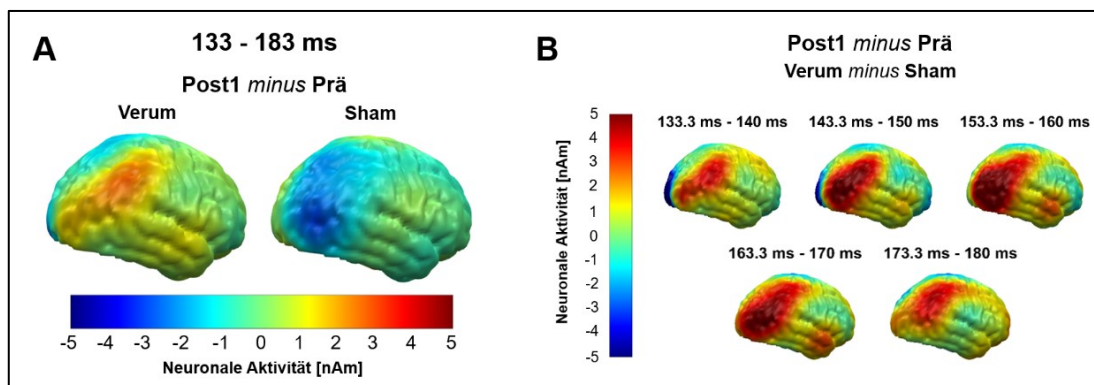 A
133 - 183 ms
Post1 minus Prä
Verum
Sham
-5 -4 -3 -2 -1 0 1 2 3 4 5
Neuronale Aktivität [nAm]
B
Post1 minus Prä
Verum minus Sham
Neuronale Aktivität [nAm]
5
4
3
2
1
0
-1
-2
-3
-4
-5
133.3 ms - 140 ms
143.3 ms - 150 ms
153.3 ms - 160 ms
163.3 ms - 170 ms
173.3 ms - 180 ms